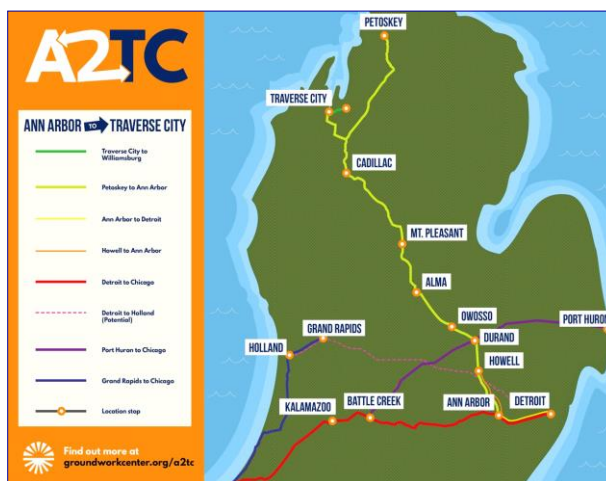 A2TC
ANN ARBOR TO TRAVERSE CITY
Traverse City to
Williamsburg
Petoskey to Ann Arbor
Ann Arbor to Detroit
Howell to Ann Arbor
Detroit to Chicago
Detroit to Holland
(Potential)
Port Huron to Chicago
Grand Rapids to Chicago
Location stop
Find out more at
groundworkcenter.org/a2tc
PETOSKEY
TRAVERSE CITY
CADILLAC
MT. PLEASANT
ALMA
OWOSSO
PORT HURON
GRAND RAPIDS
DURAND
HOLLAND
HOWELL
KALAMAZOO
BATTLE CREEK
ANN ARBOR
DETROIT